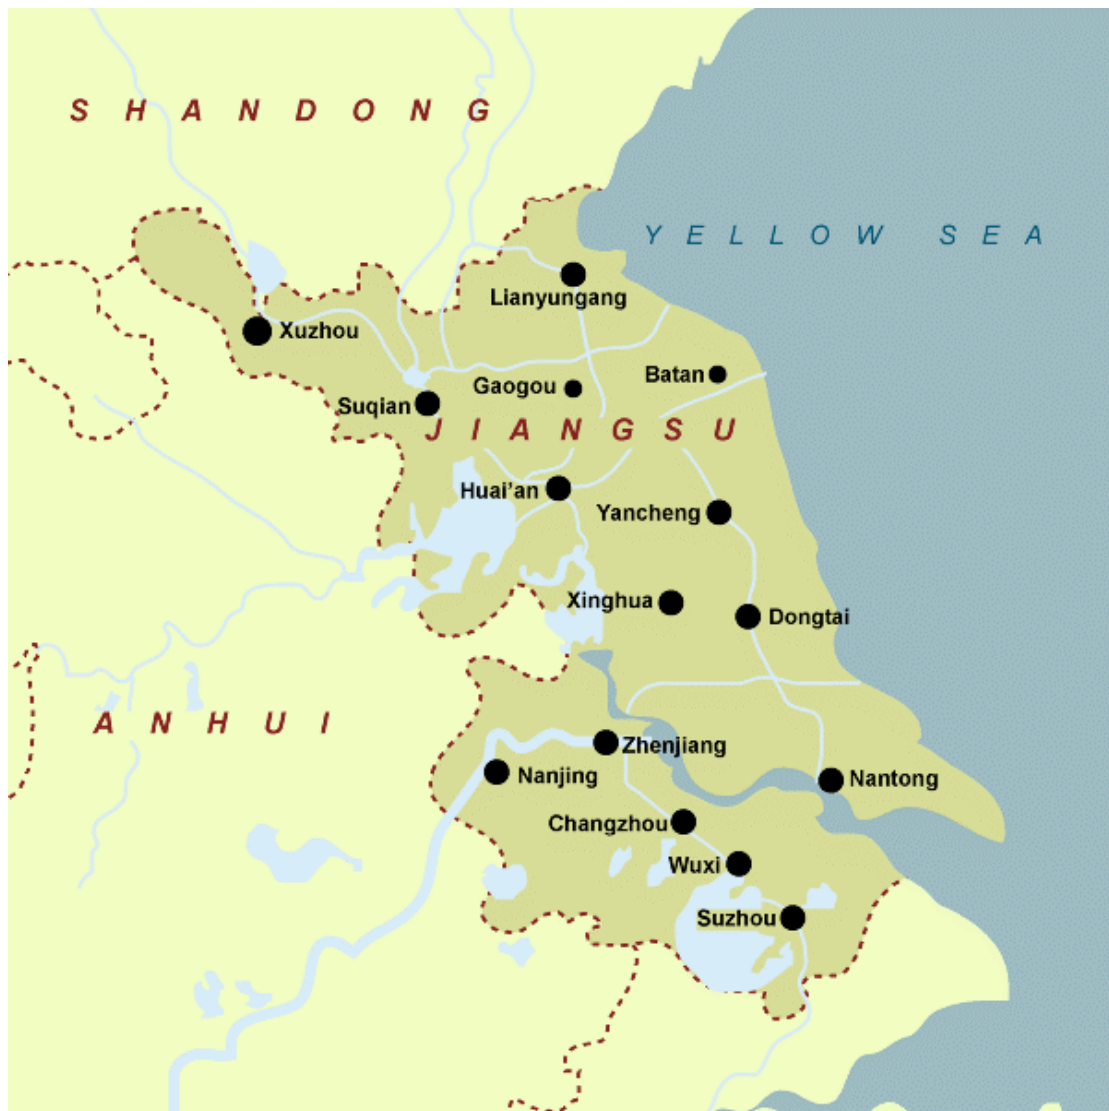 SHANDONG
YELLOW SEA
Lianyungang
Xuzhou
Batan
Gaogou
Suqian
JIANGSU
Huai'an
Yancheng
Xinghua
Dongtai
ANHUI
Zhenjiang
Nanjing
Nantong
Changzhou
Wuxi
Suzhou